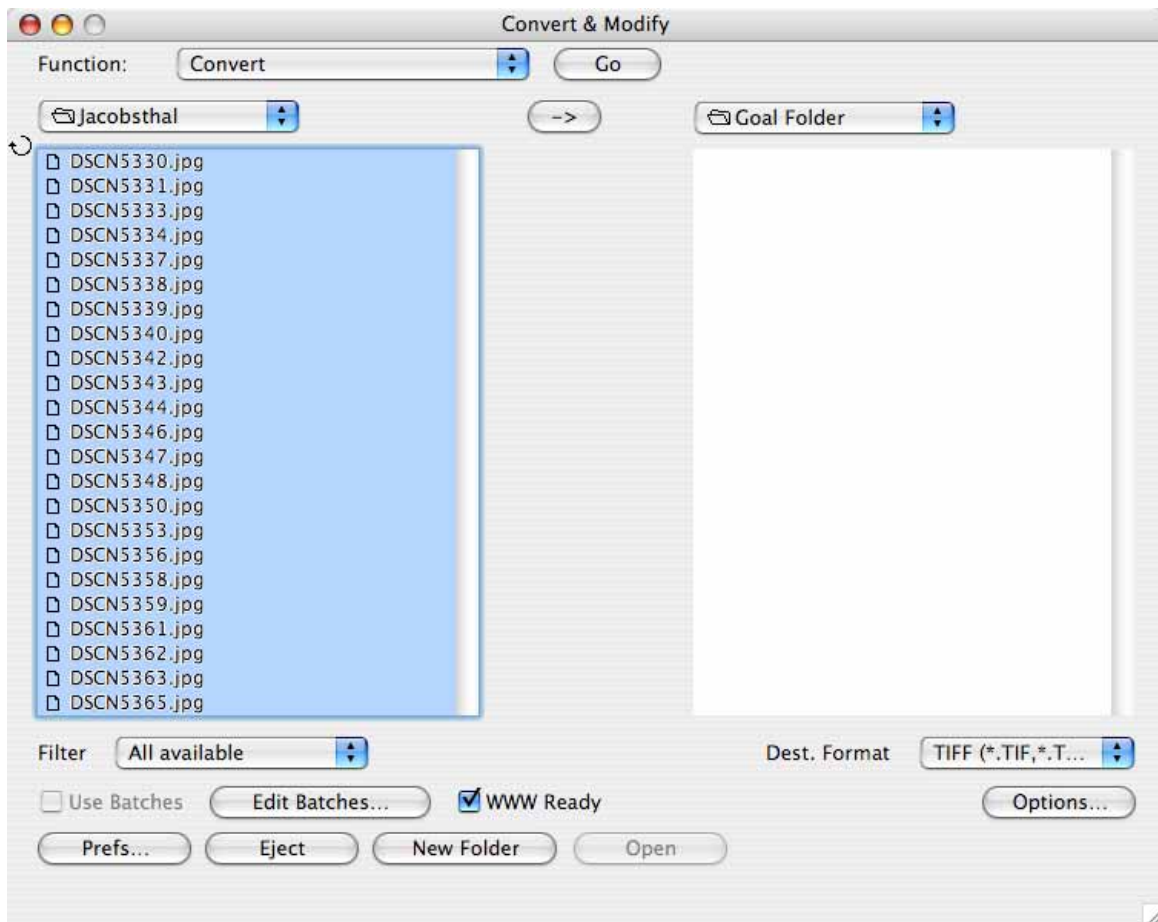 Convert & Modify
Function: Convert Go
Jacobsthal -> Goal Folder
DSCN5330.jpg
DSCN5331.jpg
DSCN5333.jpg
DSCN5334.jpg
DSCN5337.jpg
DSCN5338.jpg
DSCN5339.jpg
DSCN5340.jpg
DSCN5342.jpg
DSCN5343.jpg
DSCN5344.jpg
DSCN5346.jpg
DSCN5347.jpg
DSCN5348.jpg
DSCN5350.jpg
DSCN5353.jpg
DSCN5356.jpg
DSCN5358.jpg
DSCN5359.jpg
DSCN5361.jpg
DSCN5362.jpg
DSCN5363.jpg
DSCN5365.jpg
Filter All available Dest. Format TIFF (*.TIF,*.T...
Use Batches Edit Batches... WWW Ready Options...
Prefs... Eject New Folder Open